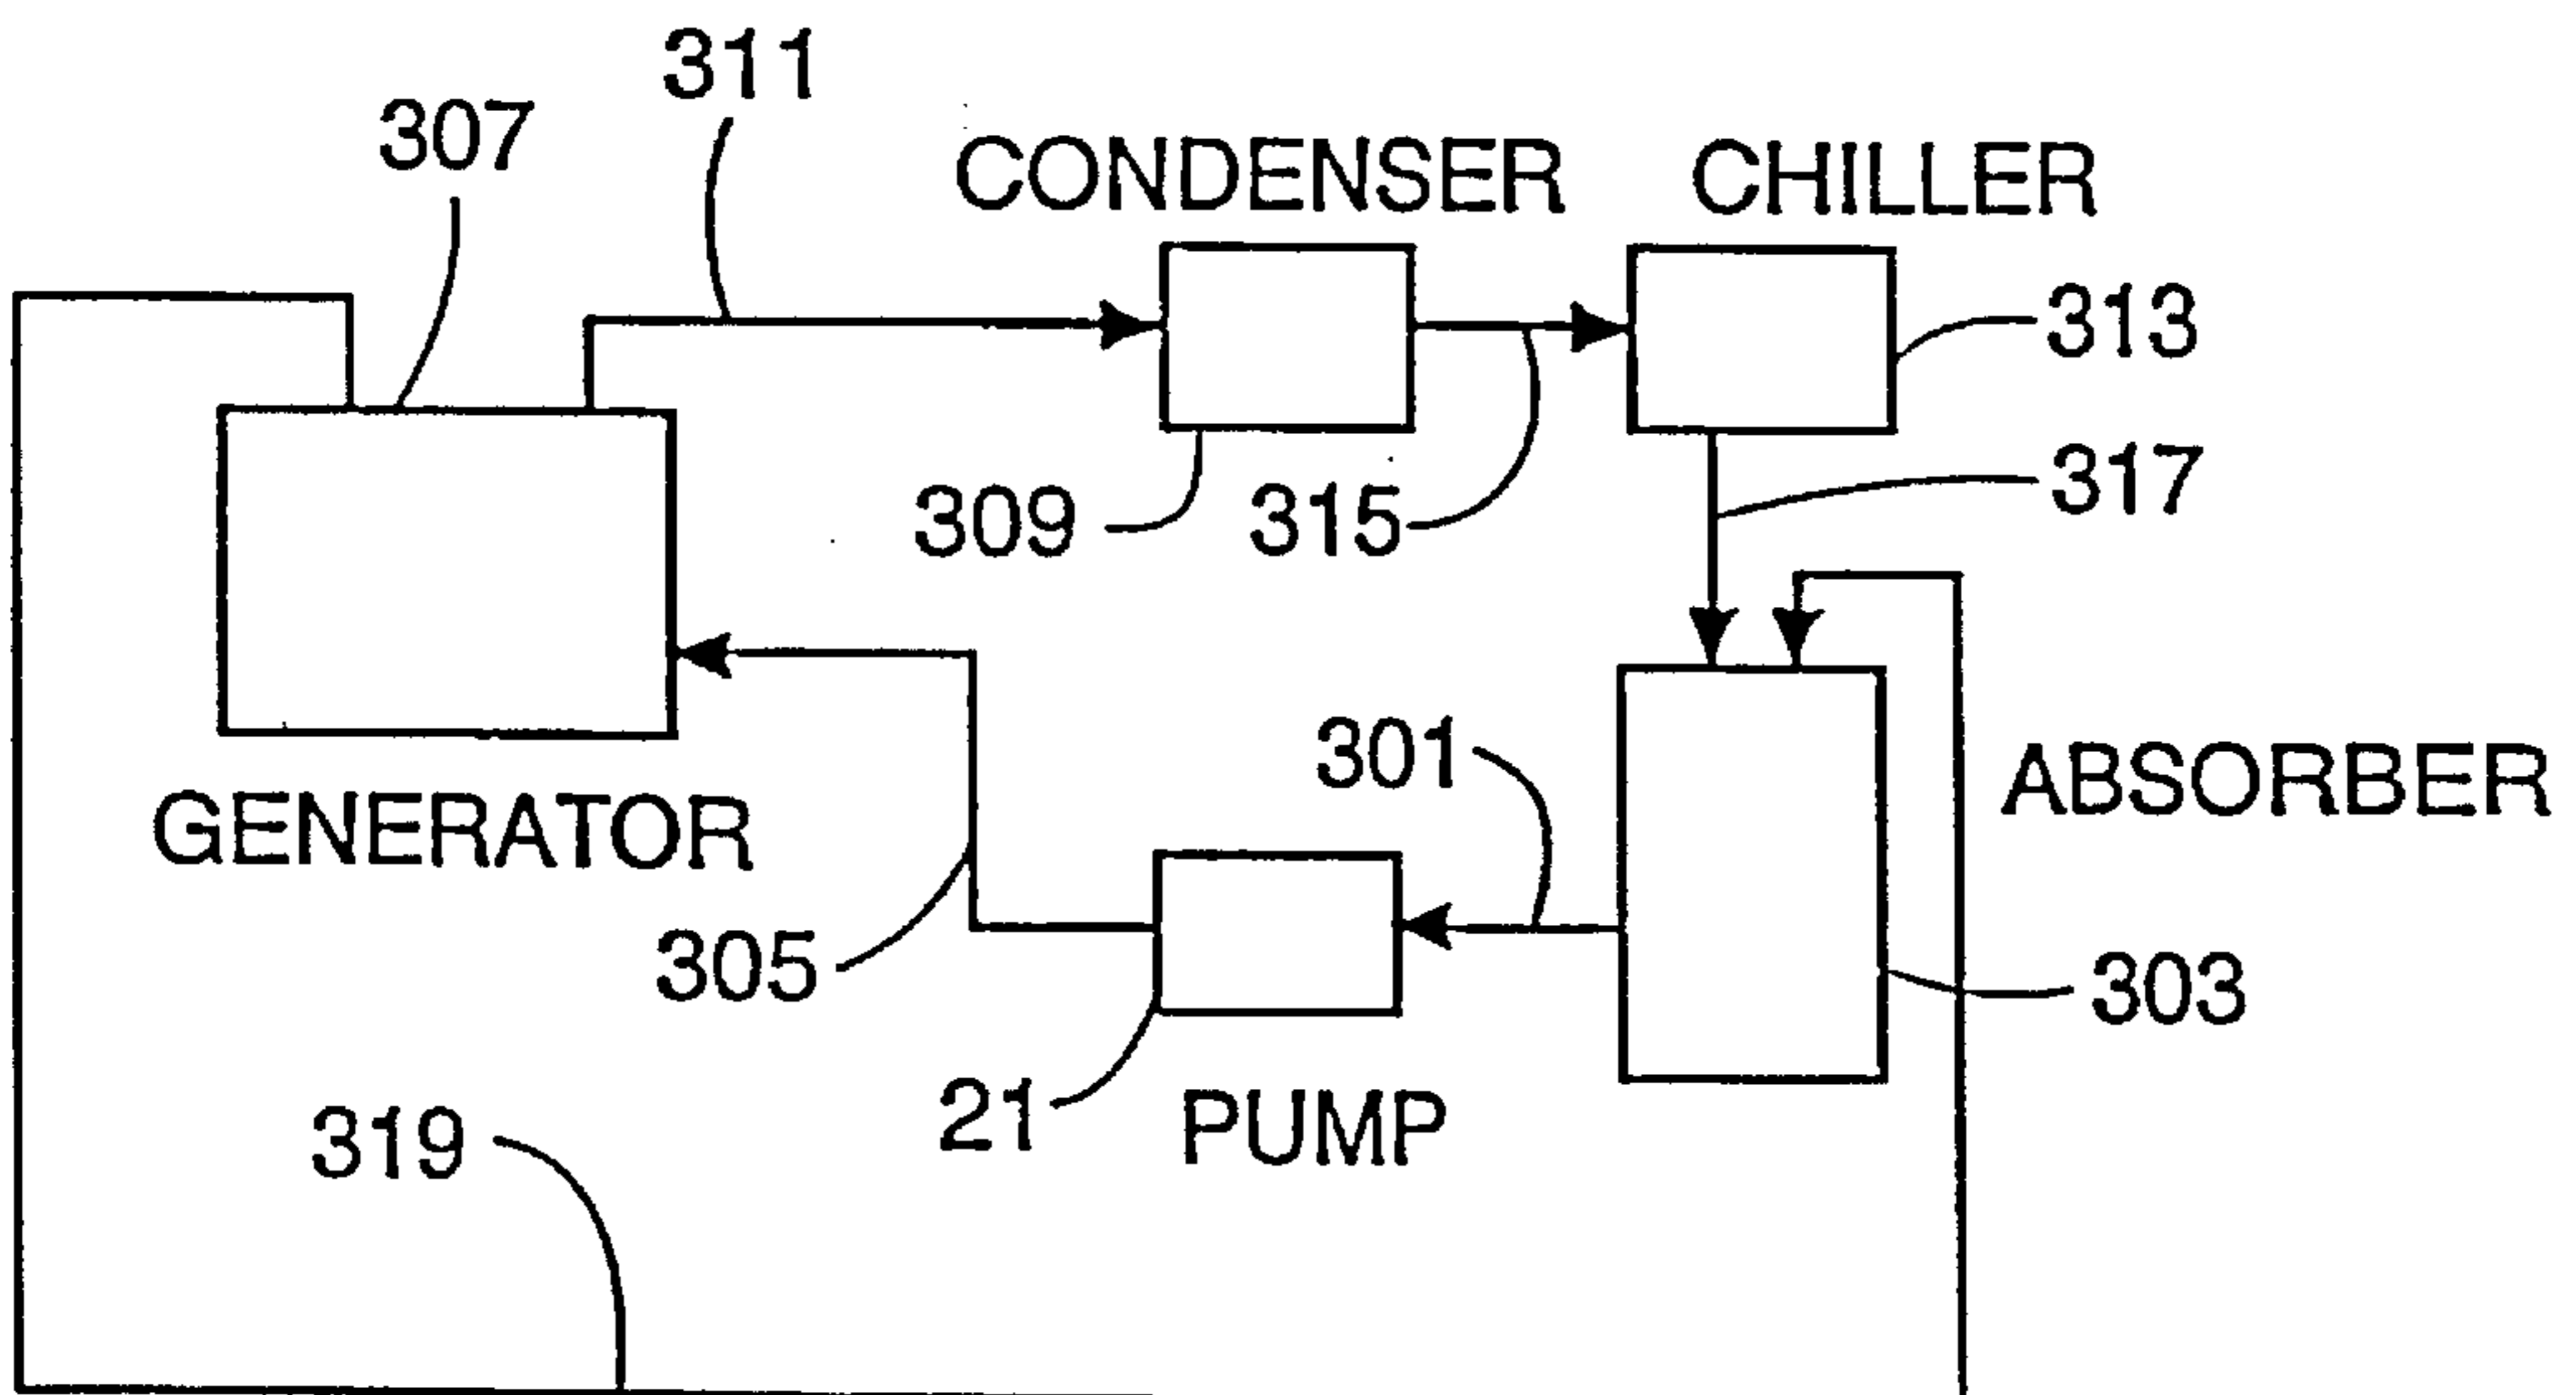 311
307
CONDENSER
CHILLER
313
317
309
315
301
ABSORBER
GENERATOR
305
303
21
PUMP
319